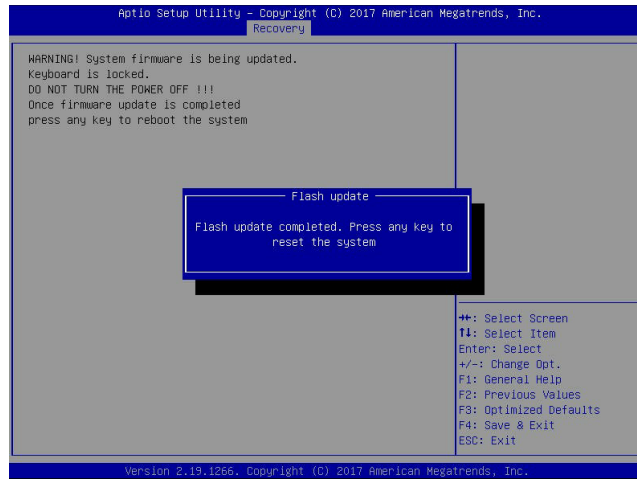 Aptio Setup Utility – Copyright (C) 2017 American Megatrends, Inc.
Recovery
WARNING! System firmware is being updated.
Keyboard is locked.
DO NOT TURN THE POWER OFF !!!
Once firmware update is completed
press any key to reboot the system
Flash update
Flash update completed. Press any key to
reset the system
→←: Select Screen
↑↓: Select Item
Enter: Select
+/-: Change Opt.
F1: General Help
F2: Previous Values
F3: Optimized Defaults
F4: Save & Exit
ESC: Exit
Version 2.19.1266. Copyright (C) 2017 American Megatrends, Inc.